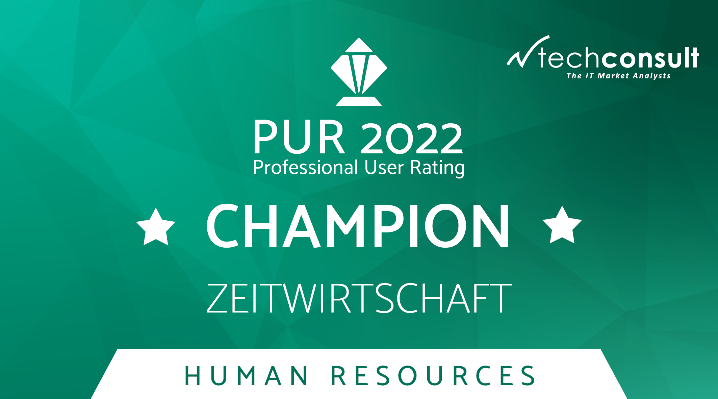 techconsult
The IT Market Analysts
PUR 2022
Professional User Rating
CHAMPION
ZEITWIRTSCHAFT
HUMAN RESOURCES